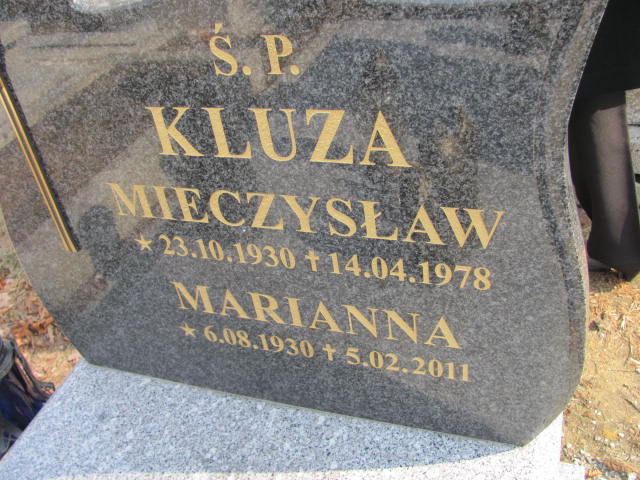 Ś. P.
KLUZA
MIECZYSŁAW
★ 23.10.1930 † 14.04.1978
MARIANNA
★ 6.08.1930 † 5.02.2011